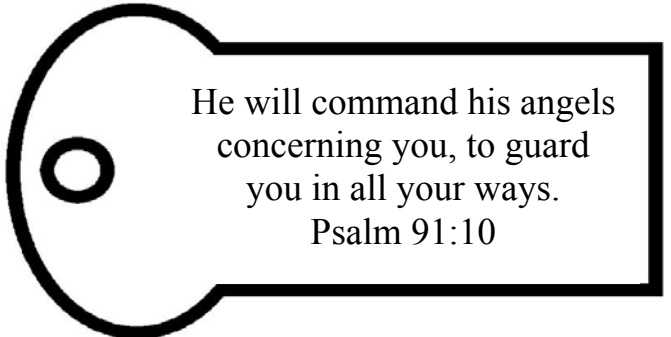 He will command his angels
concerning you, to guard
you in all your ways.
Psalm 91:10